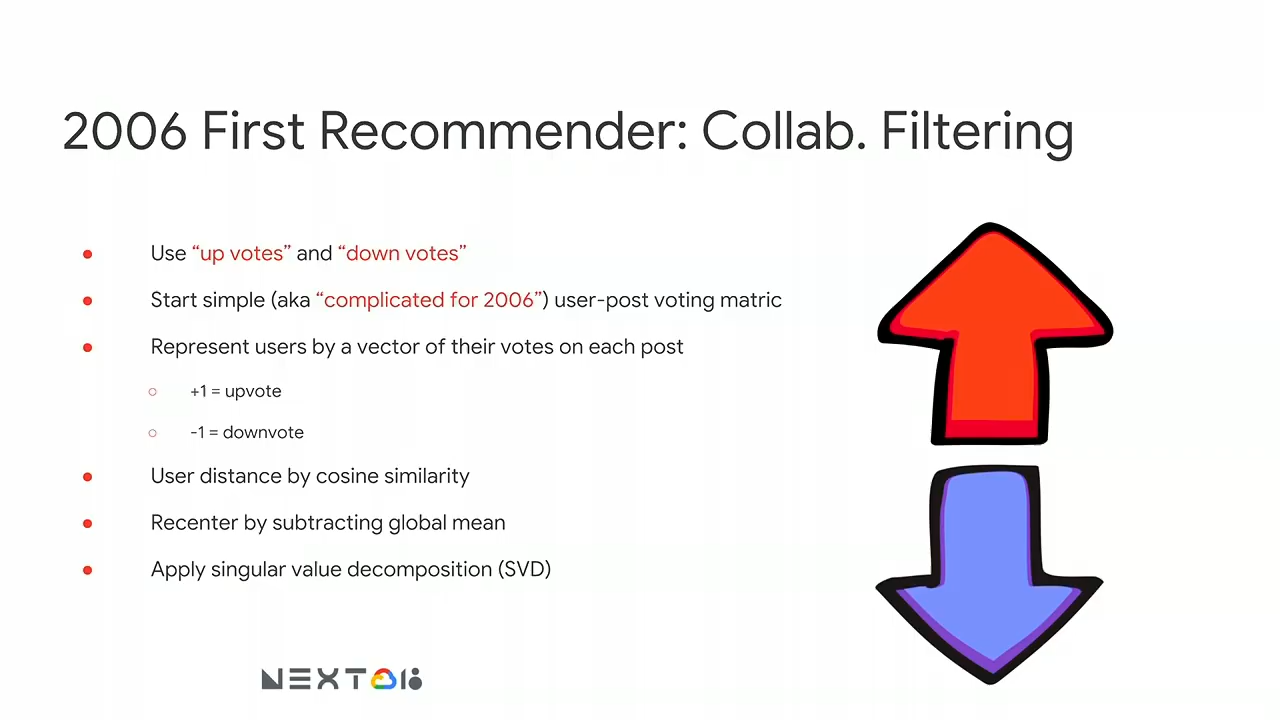 2006 First Recommender: Collab. Filtering
● Use “up votes” and “down votes”
● Start simple (aka “complicated for 2006”) user-post voting matric
● Represent users by a vector of their votes on each post
○ +1 = upvote
○ -1 = downvote
● User distance by cosine similarity
● Recenter by subtracting global mean
● Apply singular value decomposition (SVD)
NEXT 18